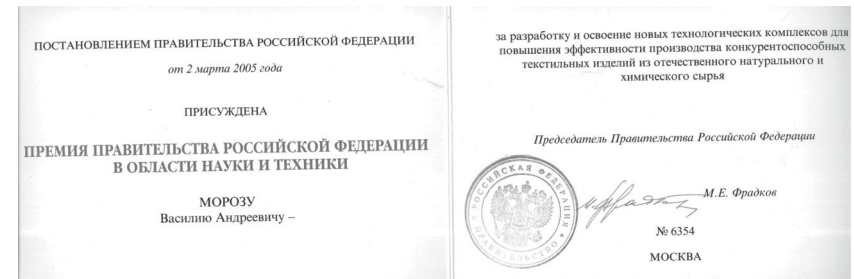 ПОСТАНОВЛЕНИЕМ ПРАВИТЕЛЬСТВА РОССИЙСКОЙ ФЕДЕРАЦИИ
от 2 марта 2005 года
ПРИСУЖДЕНА
ПРЕМИЯ ПРАВИТЕЛЬСТВА РОССИЙСКОЙ ФЕДЕРАЦИИ
В ОБЛАСТИ НАУКИ И ТЕХНИКИ
МОРОЗУ
Василию Андреевичу –
за разработку и освоение новых технологических комплексов для
повышения эффективности производства конкурентоспособных
текстильных изделий из отечественного натурального и
химического сырья
Председатель Правительства Российской Федерации
РОССИЙСКАЯ ФЕДЕРАЦИЯ
ПРАВИТЕЛЬСТВО
М.Е. Фрадков
№ 6354
МОСКВА